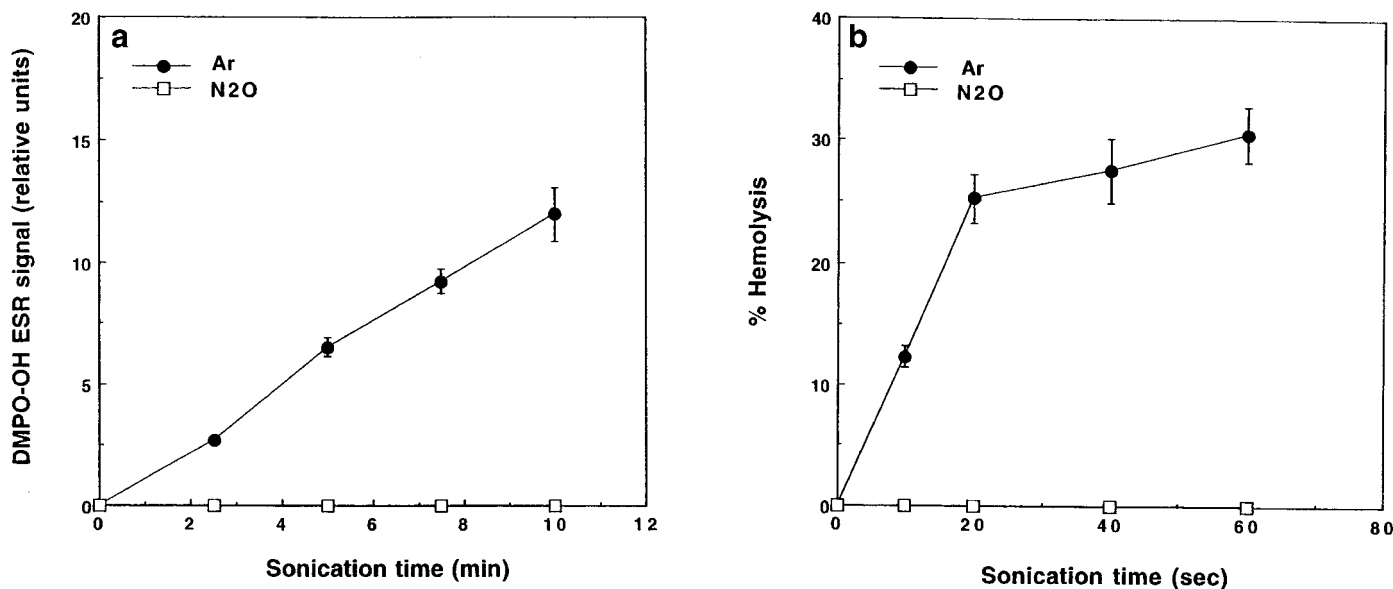 a
Ar
N2O
20
15
10
5
0
0 2 4 6 8 10 12
DMPO-OH ESR signal (relative units)
Sonication time (min)
b
Ar
N2O
40
30
20
10
0
0 20 40 60 80
% Hemolysis
Sonication time (sec)